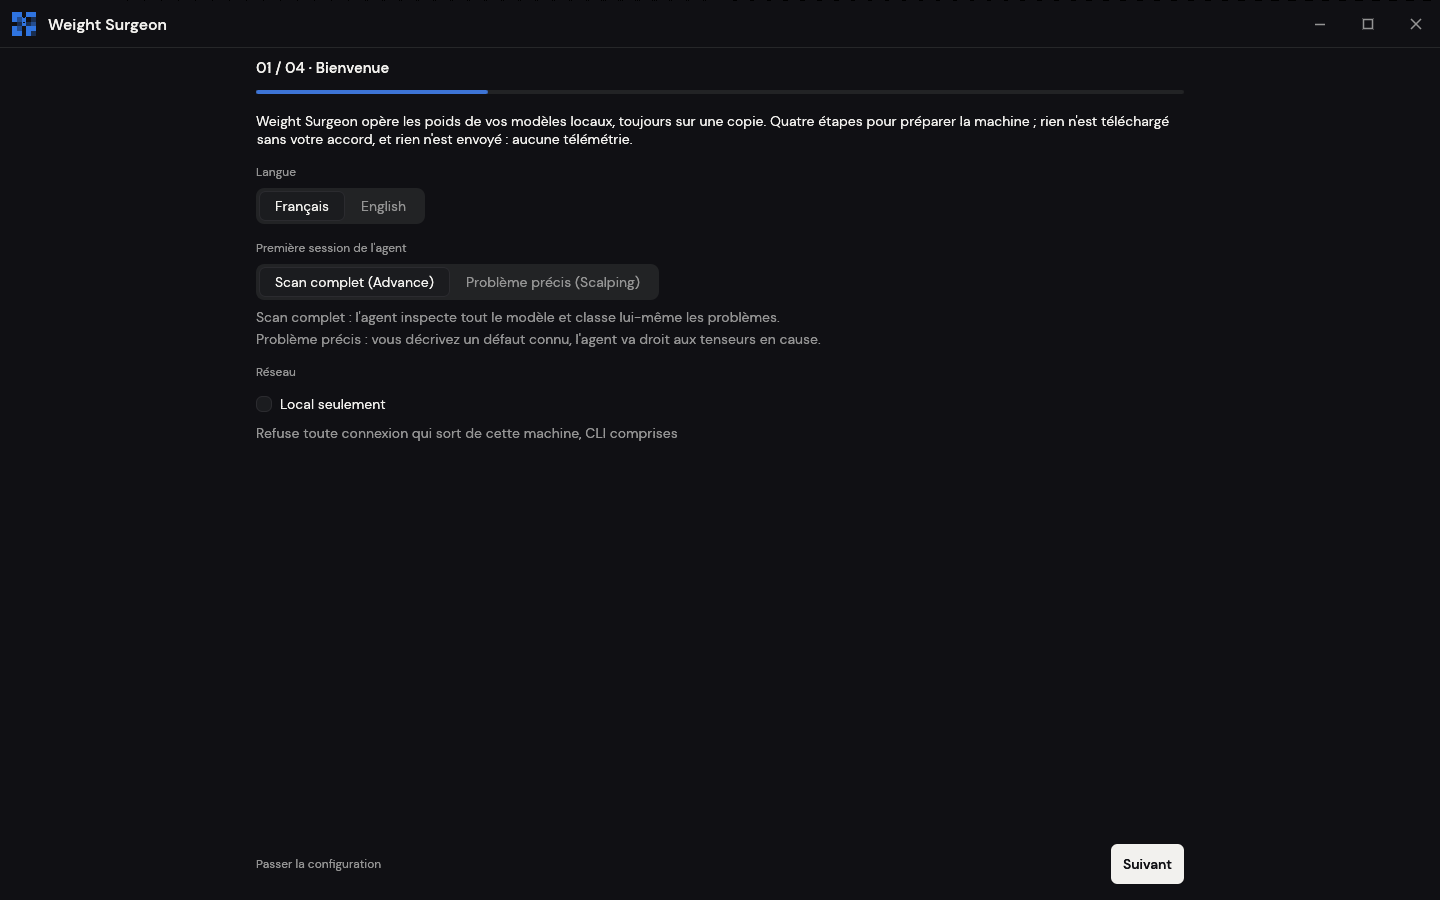 Weight Surgeon
01 / 04 · Bienvenue
Weight Surgeon opère les poids de vos modèles locaux, toujours sur une copie. Quatre étapes pour préparer la machine ; rien n'est téléchargé
sans votre accord, et rien n'est envoyé : aucune télémétrie.
Langue
Français English
Première session de l'agent
Scan complet (Advance) Problème précis (Scalping)
Scan complet : l'agent inspecte tout le modèle et classe lui-même les problèmes.
Problème précis : vous décrivez un défaut connu, l'agent va droit aux tenseurs en cause.
Réseau
Local seulement
Refuse toute connexion qui sort de cette machine, CLI comprises
Passer la configuration Suivant